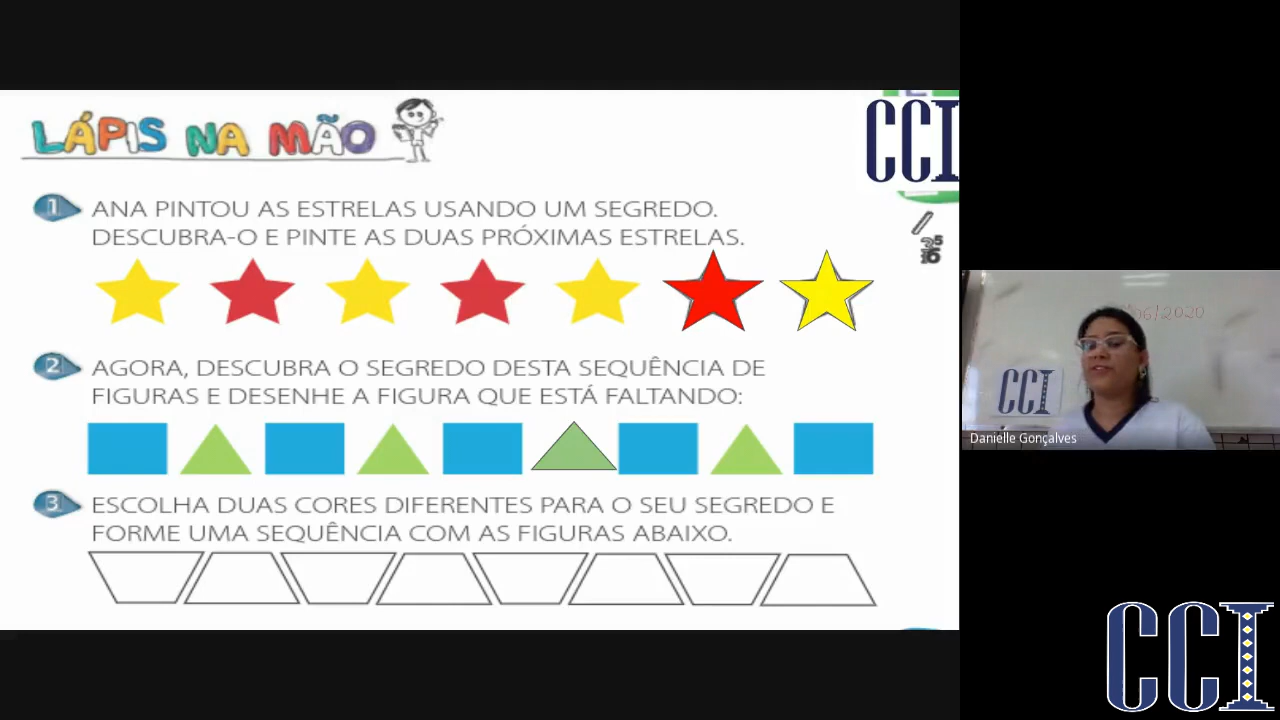 LÁPIS NA MÃO
CCI
1 ANA PINTOU AS ESTRELAS USANDO UM SEGREDO.
DESCUBRA-O E PINTE AS DUAS PRÓXIMAS ESTRELAS.
2 AGORA, DESCUBRA O SEGREDO DESTA SEQUÊNCIA DE
FIGURAS E DESENHE A FIGURA QUE ESTÁ FALTANDO:
3 ESCOLHA DUAS CORES DIFERENTES PARA O SEU SEGREDO E
FORME UMA SEQUÊNCIA COM AS FIGURAS ABAIXO.
06/2020
CCI
Danielle Gonçalves
CCI